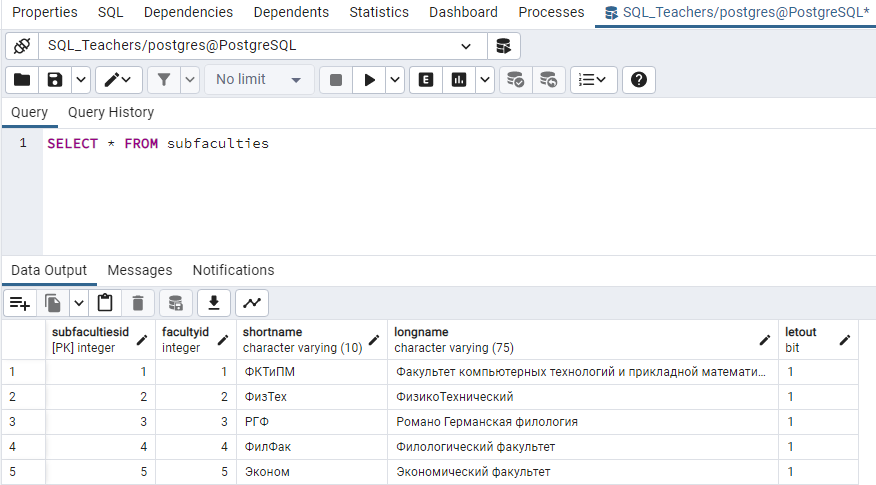 Properties SQL Dependencies Dependents Statistics Dashboard Processes SQL_Teachers/postgres@PostgreSQL*
SQL_Teachers/postgres@PostgreSQL
No limit E
Query Query History
1 SELECT * FROM subfaculties
Data Output Messages Notifications
subfacultiesid facultyid shortname longname letout
[PK] integer integer character varying (10) character varying (75) bit
1 1 1 ФКТиПМ Факультет компьютерных технологий и прикладной математи... 1
2 2 2 ФизТех ФизикоТехнический 1
3 3 3 РГФ Романо Германская филология 1
4 4 4 ФилФак Филологический факультет 1
5 5 5 Эконом Экономический факультет 1